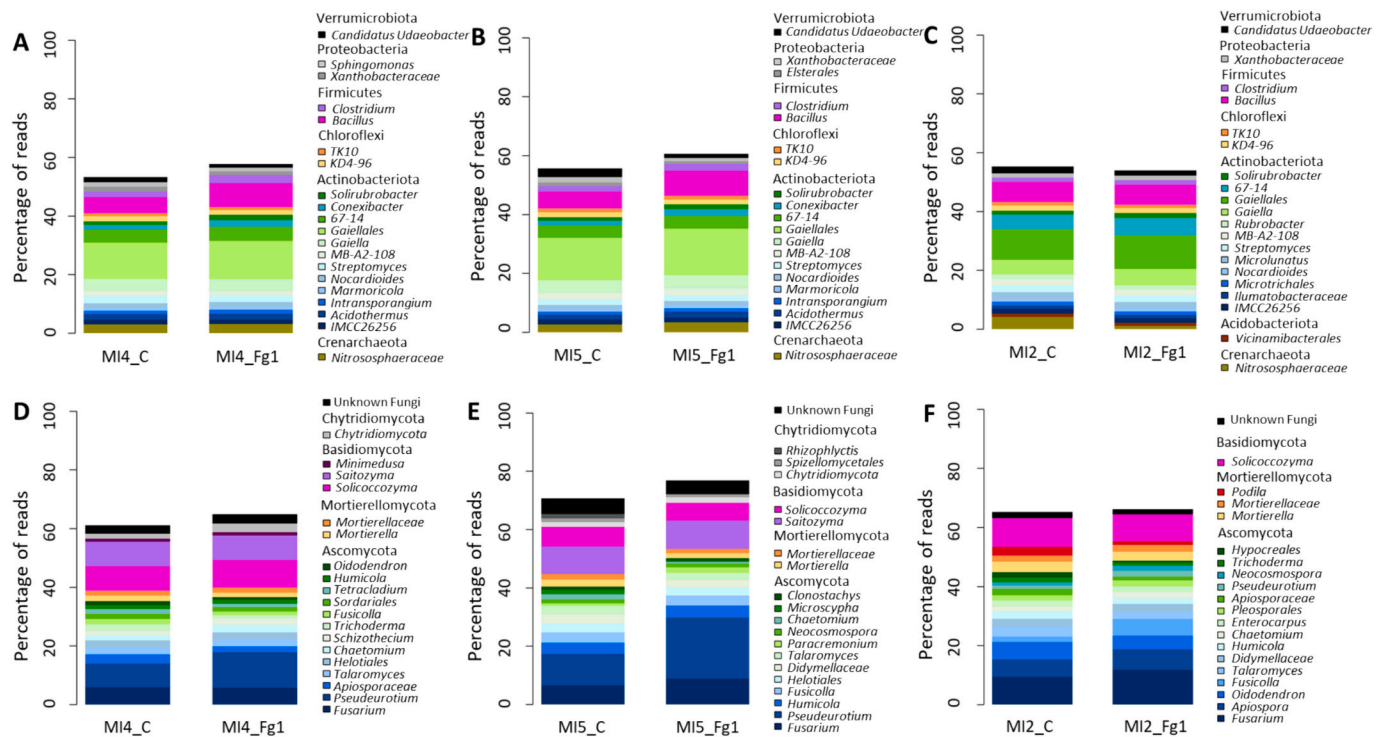 A
Percentage of reads
100
80
60
40
20
0
MI4_C
MI4_Fg1
Verrumicrobiota
Candidatus Udaeobacter
Proteobacteria
Sphingomonas
Xanthobacteraceae
Firmicutes
Clostridium
Bacillus
Chloroflexi
TK10
KD4-96
Actinobacteriota
Solirubrobacter
Conexibacter
67-14
Gaiellales
Gaiella
MB-A2-108
Streptomyces
Nocardioides
Marmoricola
Intransporangium
Acidothermus
IMCC26256
Crenarchaeota
Nitrososphaeraceae
B
Percentage of reads
100
80
60
40
20
0
MI5_C
MI5_Fg1
Verrumicrobiota
Candidatus Udaeobacter
Proteobacteria
Xanthobacteraceae
Elsterales
Firmicutes
Clostridium
Bacillus
Chloroflexi
TK10
KD4-96
Actinobacteriota
Solirubrobacter
Conexibacter
67-14
Gaiellales
Gaiella
MB-A2-108
Streptomyces
Nocardioides
Marmoricola
Intransporangium
Acidothermus
IMCC26256
Crenarchaeota
Nitrososphaeraceae
C
Percentage of reads
100
80
60
40
20
0
MI2_C
MI2_Fg1
Verrumicrobiota
Candidatus Udaeobacter
Proteobacteria
Xanthobacteraceae
Firmicutes
Clostridium
Bacillus
Chloroflexi
TK10
KD4-96
Actinobacteriota
Solirubrobacter
67-14
Gaiellales
Gaiella
Rubrobacter
MB-A2-108
Streptomyces
Microlunatus
Nocardioides
Microtrichales
Ilumatobacteraceae
IMCC26256
Acidobacteriota
Vicinamibacterales
Crenarchaeota
Nitrososphaeraceae
D
Percentage of reads
100
80
60
40
20
0
MI4_C
MI4_Fg1
Unknown Fungi
Chytridiomycota
Chytridiomycota
Basidiomycota
Minimedusa
Saitozyma
Solicoccozyma
Mortierellomycota
Mortierellaceae
Mortierella
Ascomycota
Oidodendron
Humicola
Tetracladium
Sordariales
Fusicolla
Trichoderma
Schizothecium
Chaetomium
Helotiales
Talaromyces
Apiosporaceae
Pseudeurotium
Fusarium
E
Percentage of reads
100
80
60
40
20
0
MI5_C
MI5_Fg1
Unknown Fungi
Chytridiomycota
Rhizophlyctis
Spizellomycetales
Chytridiomycota
Basidiomycota
Solicoccozyma
Saitozyma
Mortierellomycota
Mortierellaceae
Mortierella
Ascomycota
Clonostachys
Microscypha
Chaetomium
Neocosmospora
Paracremonium
Talaromyces
Didymellaceae
Helotiales
Fusicolla
Humicola
Pseudeurotium
Fusarium
F
Percentage of reads
100
80
60
40
20
0
MI2_C
MI2_Fg1
Unknown Fungi
Basidiomycota
Solicoccozyma
Mortierellomycota
Podila
Mortierellaceae
Mortierella
Ascomycota
Hypocreales
Trichoderma
Neocosmospora
Pseudeurotium
Apiosporaceae
Pleosporales
Enterocarpus
Chaetomium
Humicola
Didymellaceae
Talaromyces
Fusicolla
Oidodendron
Apiospora
Fusarium